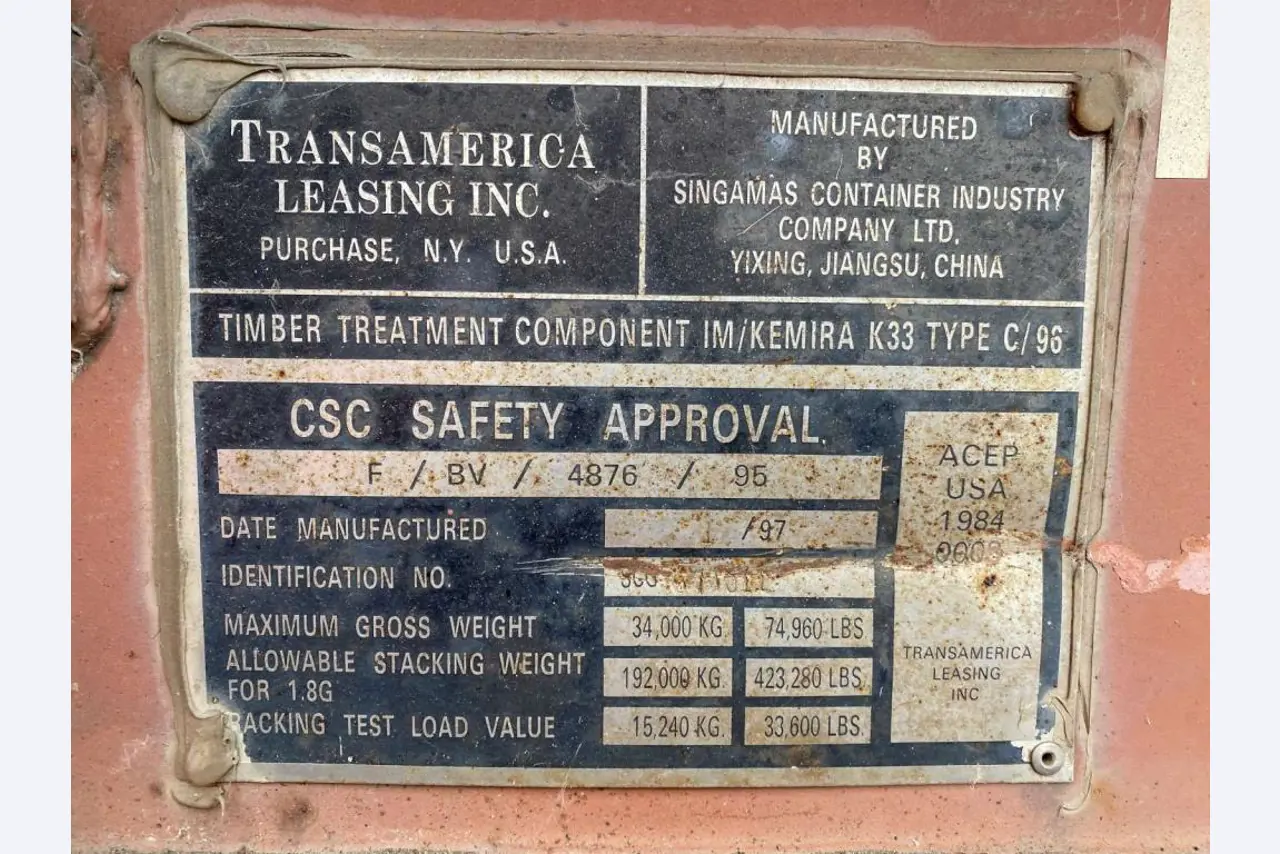 TRANSAMERICA
LEASING INC.
PURCHASE, N.Y. U.S.A.
MANUFACTURED
BY
SINGAMAS CONTAINER INDUSTRY
COMPANY LTD.
YIXING, JIANGSU, CHINA
TIMBER TREATMENT COMPONENT IM/KEMIRA K33 TYPE C/96
CSC SAFETY APPROVAL
F / BV / 4876 / 95
DATE MANUFACTURED /97
IDENTIFICATION NO.
MAXIMUM GROSS WEIGHT 34,000 KG. 74,960 LBS
ALLOWABLE STACKING WEIGHT
FOR 1.8G 192,000 KG. 423,280 LBS.
RACKING TEST LOAD VALUE 15,240 KG. 33,600 LBS.
ACEP
USA
1984
TRANSAMERICA
LEASING
INC